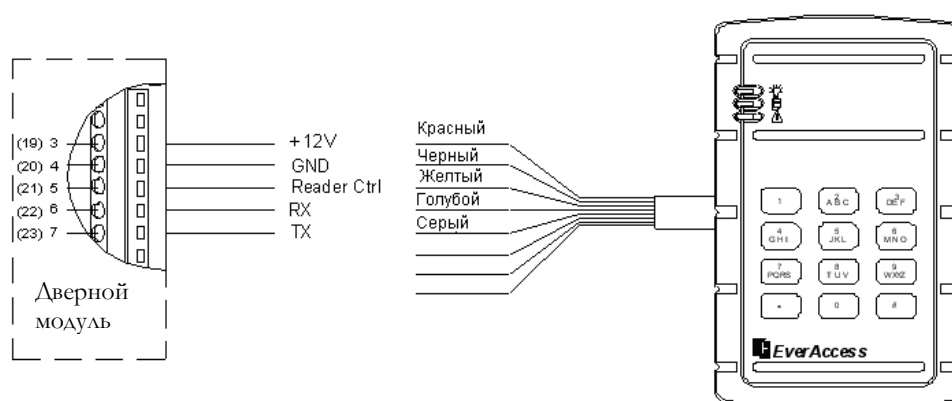 (19) 3
(20) 4
(21) 5
(22) 6
(23) 7
+12V
GND
Reader Ctrl
RX
TX
Дверной
модуль
Красный
Черный
Желтый
Голубой
Серый
1
2
ABC
3
DEF
4
GHI
5
JKL
6
MNO
7
PQRS
8
TUV
9
WXYZ
*
0
#
EverAccess